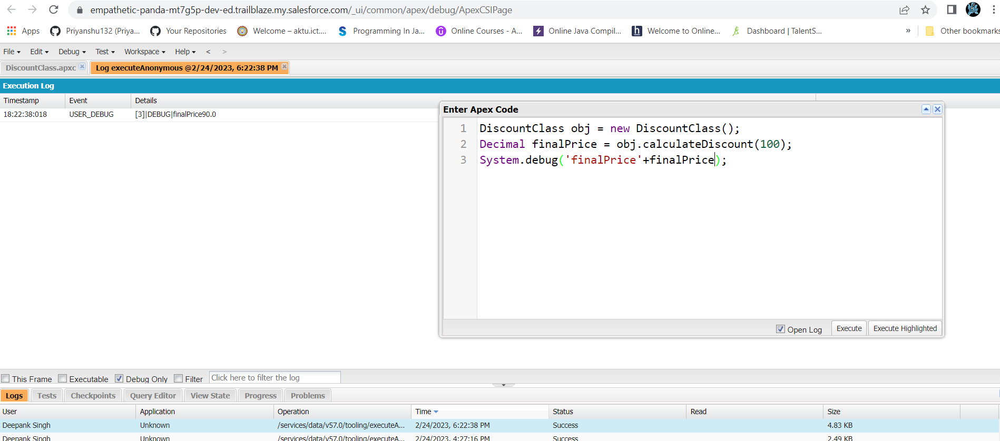 empathetic-panda-mt7g5p-dev-ed.trailblaze.my.salesforce.com/_ui/common/apex/debug/ApexCSIPage
Apps Priyanshu132 (Priya... Your Repositories Welcome – aktu.ict.... Programming In Ja... Online Courses - A... Online Java Compil... Welcome to Online... Dashboard | TalentS... » Other bookmarks
File Edit Debug Test Workspace Help < >
DiscountClass.apxc Log executeAnonymous @2/24/2023, 6:22:38 PM
Execution Log
Timestamp Event Details
18:22:38:018 USER_DEBUG [3]|DEBUG|finalPrice90.0
Enter Apex Code
1 DiscountClass obj = new DiscountClass();
2 Decimal finalPrice = obj.calculateDiscount(100);
3 System.debug('finalPrice'+finalPrice);
Open Log Execute Execute Highlighted
This Frame Executable Debug Only Filter Click here to filter the log
Logs Tests Checkpoints Query Editor View State Progress Problems
User Application Operation Time Status Read Size
Deepank Singh Unknown /services/data/v57.0/tooling/executeA... 2/24/2023, 6:22:38 PM Success 4.83 KB
Deepank Singh Unknown /services/data/v57.0/tooling/executeA... 2/24/2023, 4:27:16 PM Success 2.49 KB